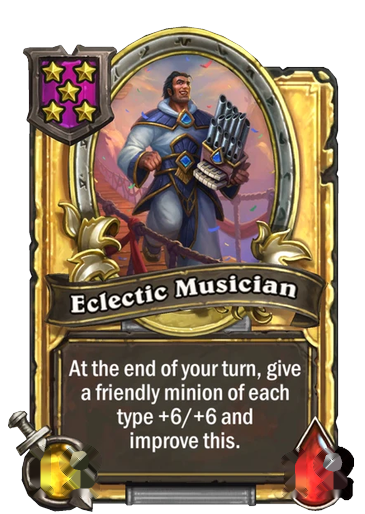 Eclectic Musician
At the end of your turn, give
a friendly minion of each
type +6/+6 and
improve this.